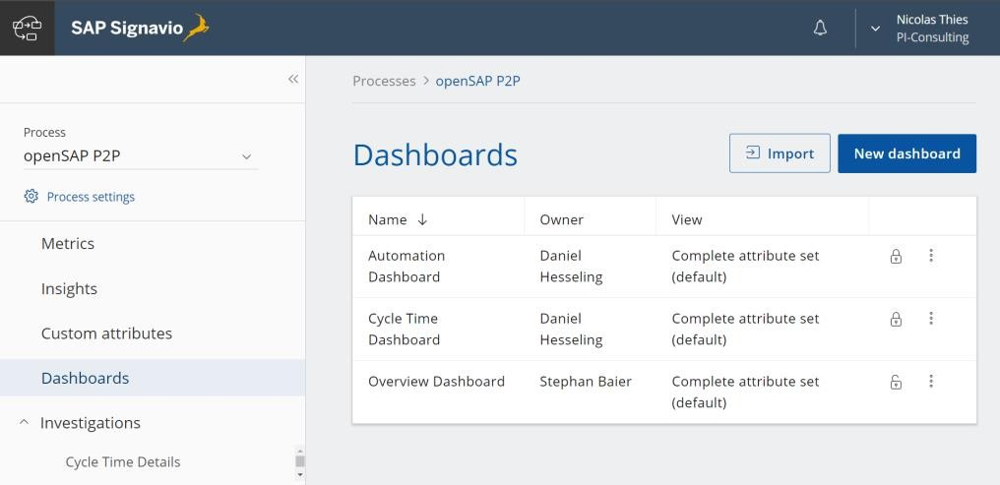 SAP Signavio
Nicolas Thies
PI-Consulting
Processes > openSAP P2P
Process
openSAP P2P
Process settings
Metrics
Insights
Custom attributes
Dashboards
Investigations
Cycle Time Details
Dashboards
Import
New dashboard
Name ↓ Owner View
Automation Daniel Complete attribute set
Dashboard Hesseling (default)
Cycle Time Daniel Complete attribute set
Dashboard Hesseling (default)
Overview Dashboard Stephan Baier Complete attribute set
(default)